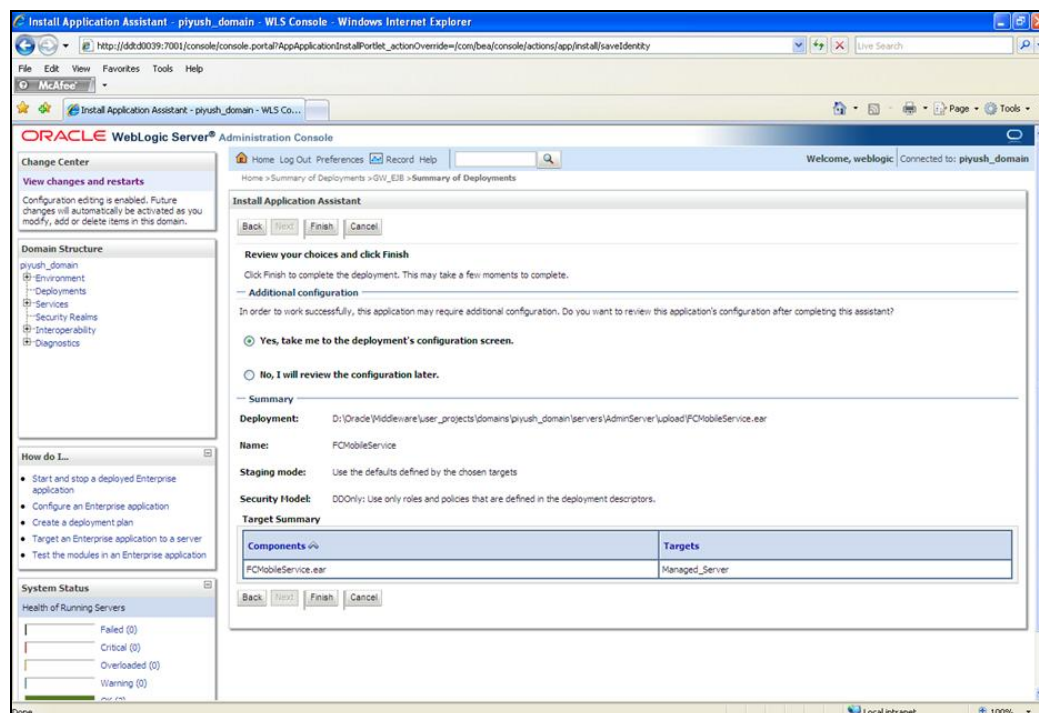 Install Application Assistant - piyush_domain - WLS Console - Windows Internet Explorer
http://ddtd0039:7001/console/console.portal?AppApplicationInstallPortlet_actionOverride=/com/bea/console/actions/app/install/saveIdentity
Live Search
File Edit View Favorites Tools Help
McAfee
Install Application Assistant - piyush_domain - WLS Co...
Page Tools
ORACLE WebLogic Server® Administration Console
Change Center
View changes and restarts
Configuration editing is enabled. Future
changes will automatically be activated as you
modify, add or delete items in this domain.
Domain Structure
piyush_domain
Environment
Deployments
Services
Security Realms
Interoperability
Diagnostics
How do I...
Start and stop a deployed Enterprise
application
Configure an Enterprise application
Create a deployment plan
Target an Enterprise application to a server
Test the modules in an Enterprise application
System Status
Health of Running Servers
Failed (0)
Critical (0)
Overloaded (0)
Warning (0)
Home Log Out Preferences Record Help
Welcome, weblogic Connected to: piyush_domain
Home >Summary of Deployments >GW_EJB >Summary of Deployments
Install Application Assistant
Back Next Finish Cancel
Review your choices and click Finish
Click Finish to complete the deployment. This may take a few moments to complete.
Additional configuration
In order to work successfully, this application may require additional configuration. Do you want to review this application's configuration after completing this assistant?
Yes, take me to the deployment's configuration screen.
No, I will review the configuration later.
Summary
Deployment: D:\Oracle\Middleware\user_projects\domains\piyush_domain\servers\AdminServer\upload\FCMobileService.ear
Name: FCMobileService
Staging mode: Use the defaults defined by the chosen targets
Security Model: DDOnly: Use only roles and policies that are defined in the deployment descriptors.
Target Summary
Components Targets
FCMobileService.ear Managed_Server
Back Next Finish Cancel
Done
Local intranet 100%